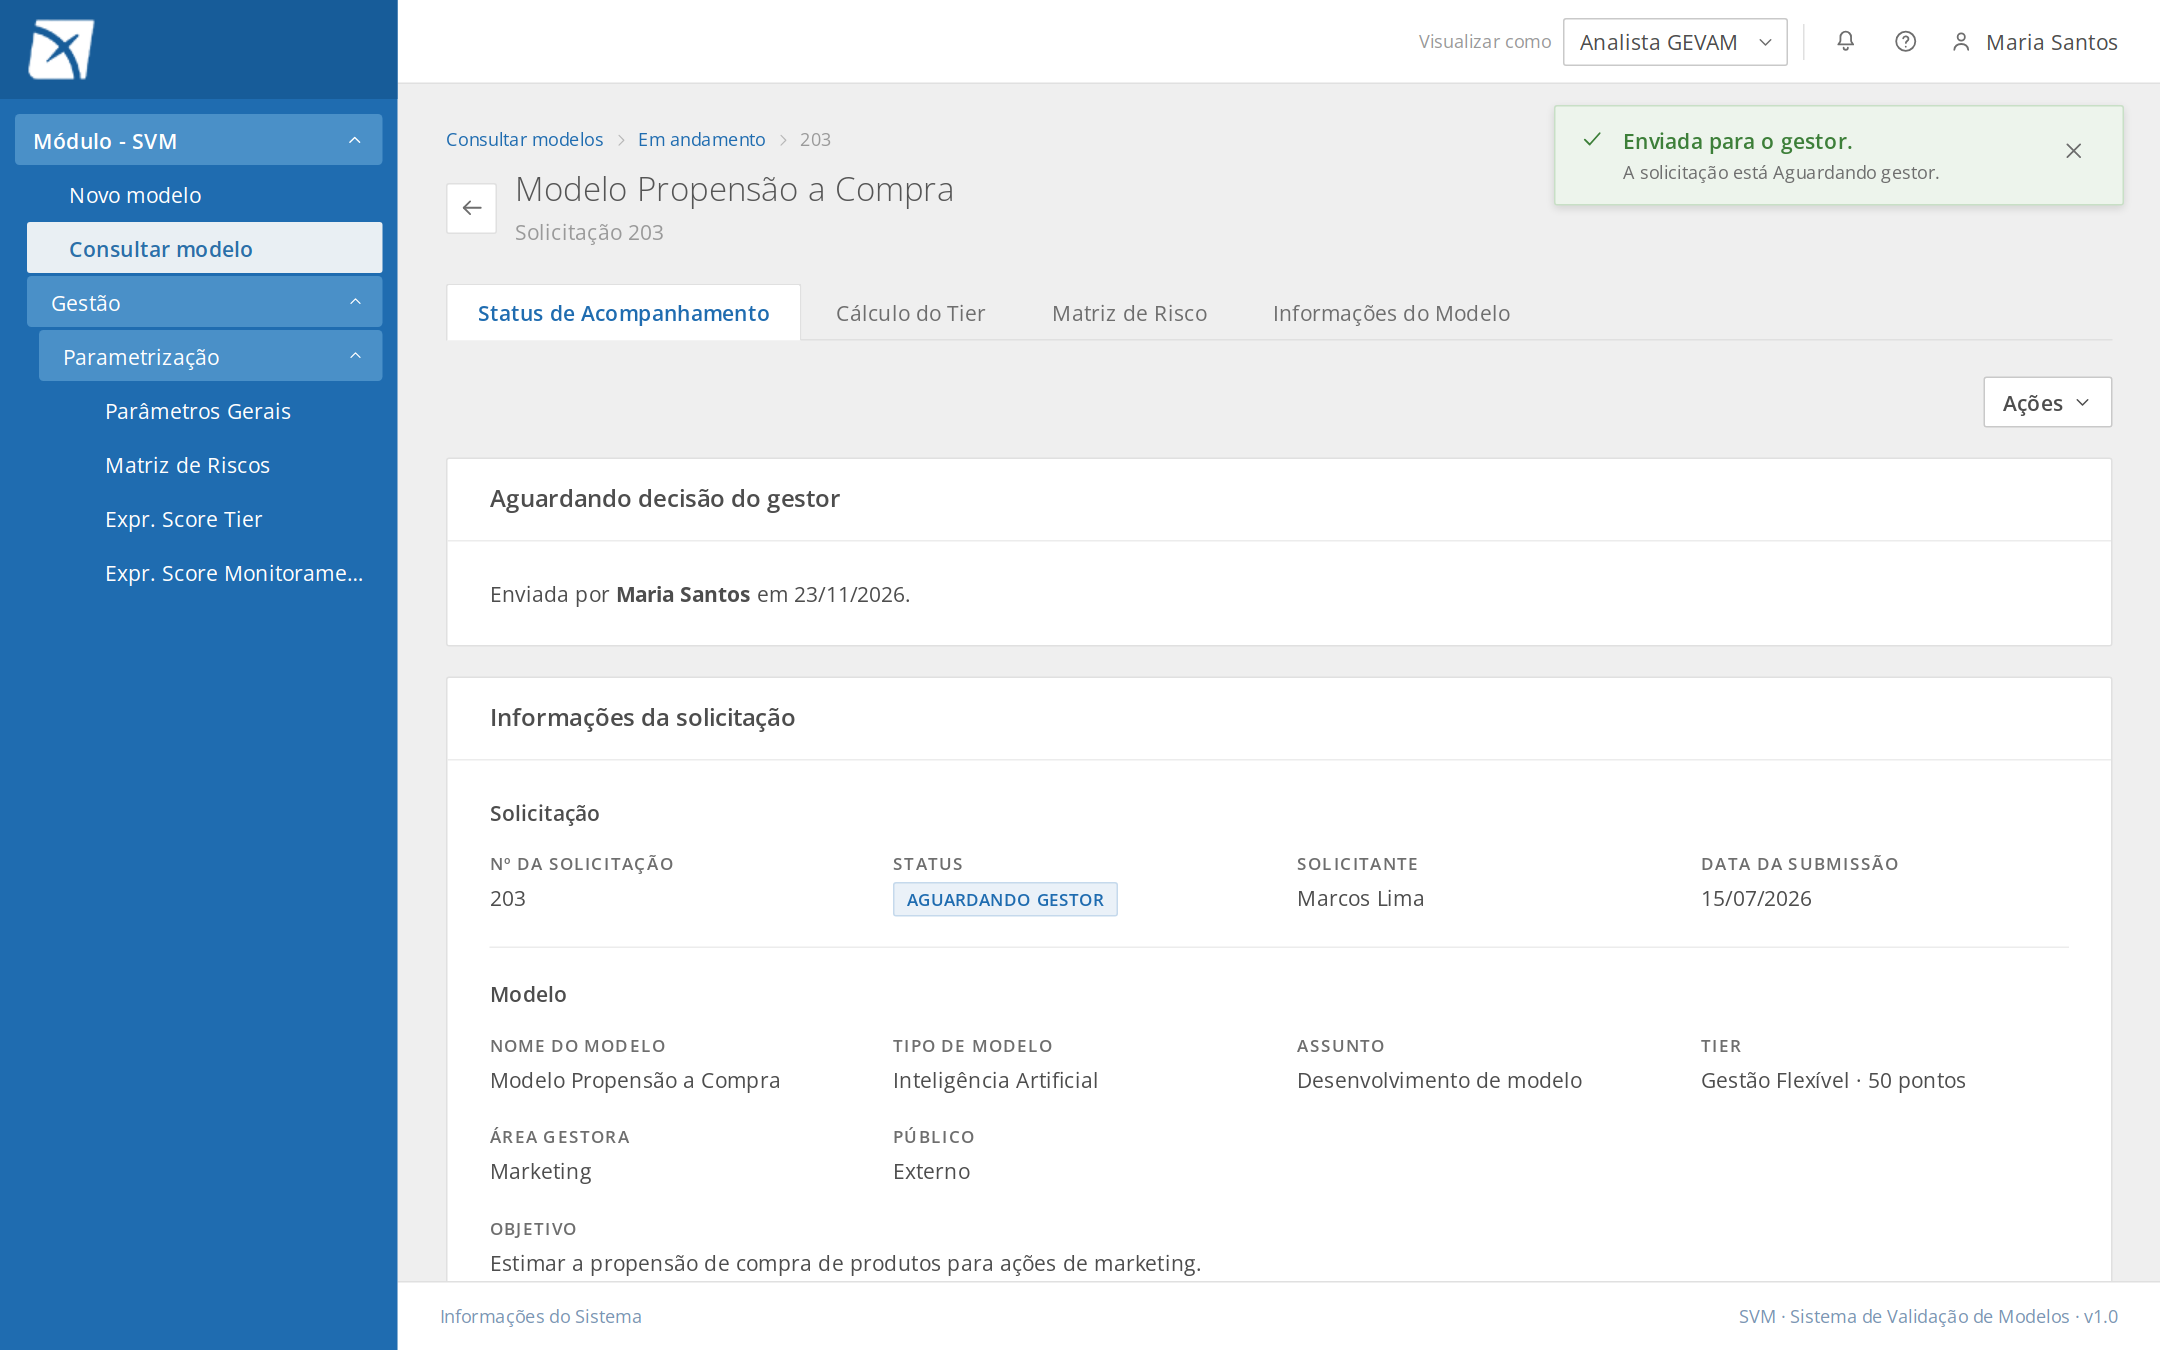 Visualizar como
Analista GEVAM
Maria Santos
Módulo - SVM
Novo modelo
Consultar modelo
Gestão
Parametrização
Parâmetros Gerais
Matriz de Riscos
Expr. Score Tier
Expr. Score Monitorame...
Consultar modelos
Em andamento
203
Modelo Propensão a Compra
Solicitação 203
Enviada para o gestor.
A solicitação está Aguardando gestor.
Status de Acompanhamento
Cálculo do Tier
Matriz de Risco
Informações do Modelo
Ações
Aguardando decisão do gestor
Enviada por Maria Santos em 23/11/2026.
Informações da solicitação
Solicitação
Nº DA SOLICITAÇÃO
203
STATUS
AGUARDANDO GESTOR
SOLICITANTE
Marcos Lima
DATA DA SUBMISSÃO
15/07/2026
Modelo
NOME DO MODELO
Modelo Propensão a Compra
TIPO DE MODELO
Inteligência Artificial
ASSUNTO
Desenvolvimento de modelo
TIER
Gestão Flexível · 50 pontos
ÁREA GESTORA
Marketing
PÚBLICO
Externo
OBJETIVO
Estimar a propensão de compra de produtos para ações de marketing.
Informações do Sistema
SVM · Sistema de Validação de Modelos · v1.0